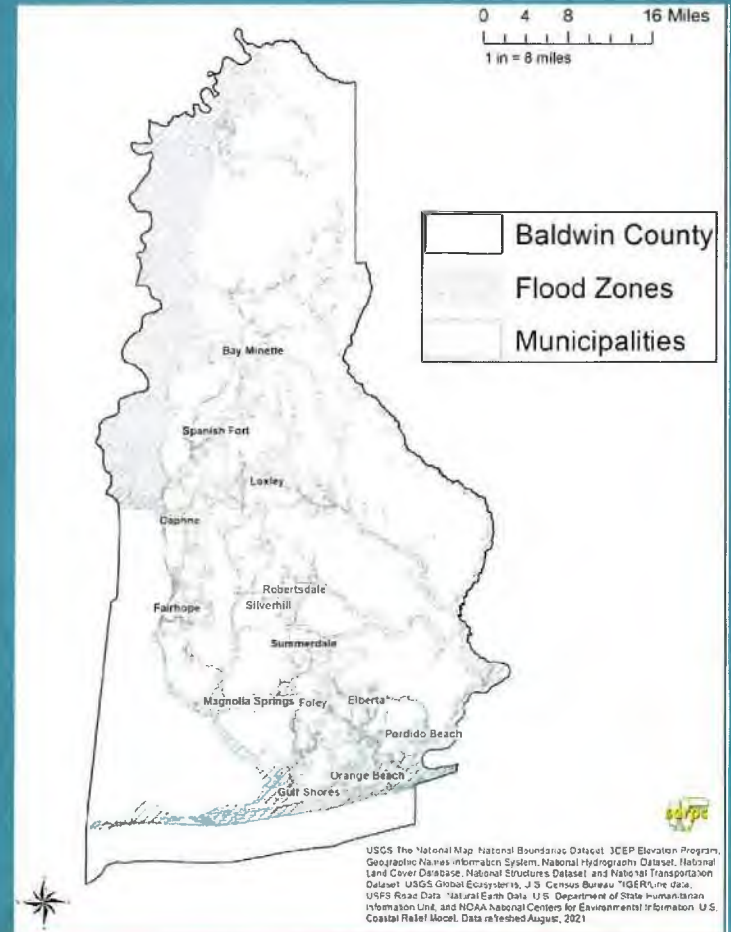 0 4 8 16 Miles
1 in = 8 miles
Baldwin County
Flood Zones
Municipalities
Bay Minette
Spanish Fort
Loxley
Daphne
Robertsdale
Silverhill
Fairhope
Summerdale
Magnolia Springs
Foley
Elberta
Perdido Beach
Orange Beach
Gulf Shores
sarpc
USGS The National Map: National Boundaries Dataset, 3DEP Elevation Program,
Geographic Names Information System, National Hydrography Dataset, National
Land Cover Database, National Structures Dataset, and National Transportation
Dataset; USGS Global Ecosystems; U.S. Census Bureau TIGER/Line data;
USFS Road Data; Natural Earth Data; U.S. Department of State Humanitarian
Information Unit; and NOAA National Centers for Environmental Information, U.S.
Coastal Relief Model. Data refreshed August, 2021